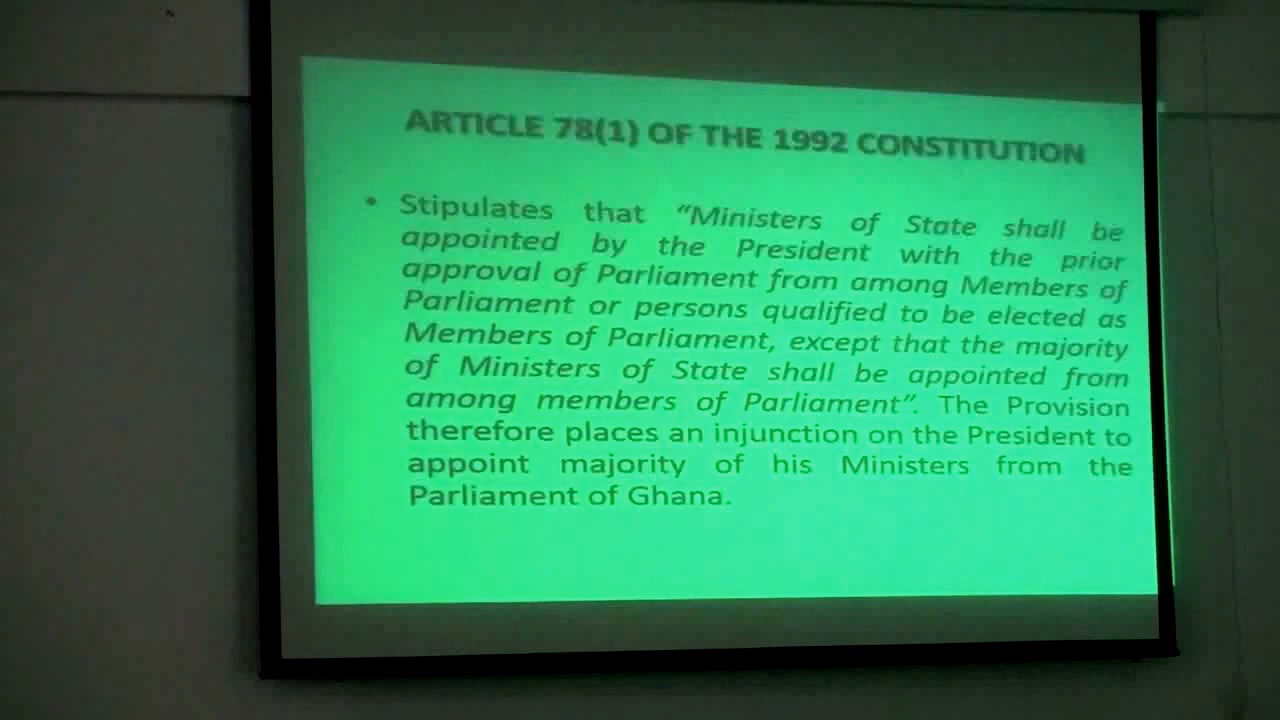 ARTICLE 78(1) OF THE 1992 CONSTITUTION
• Stipulates that “Ministers of State shall be
appointed by the President with the prior
approval of Parliament from among Members of
Parliament or persons qualified to be elected as
Members of Parliament, except that the majority
of Ministers of State shall be appointed from
among members of Parliament”. The Provision
therefore places an injunction on the President to
appoint majority of his Ministers from the
Parliament of Ghana.